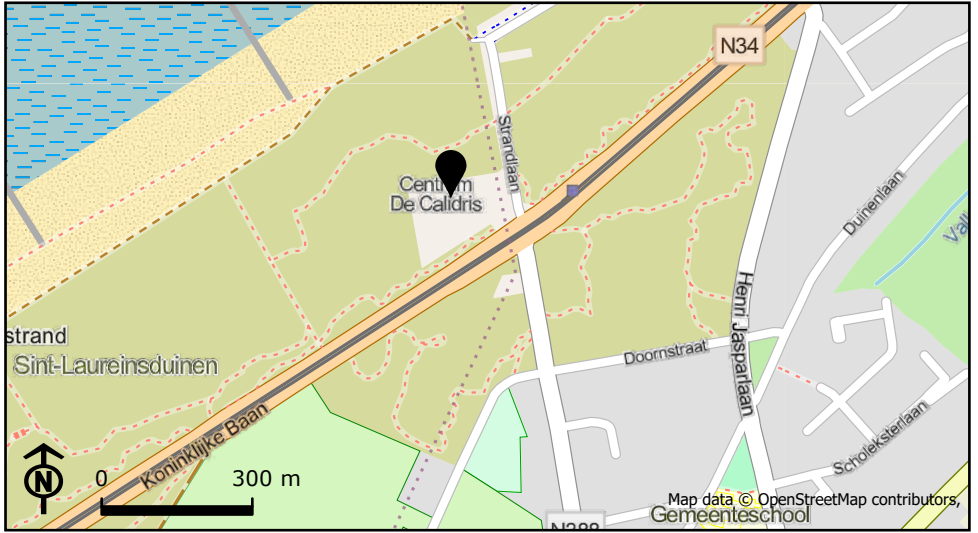 N34
Strandlaan
Centrum
De Calidris
Duinenlaan
Henri Jasparlaan
strand
Sint-Laureinsduinen
Doornstraat
Koninklijke Baan
Scholeksterlaan
N
0 300 m
Map data © OpenStreetMap contributors,
Gemeenteschool